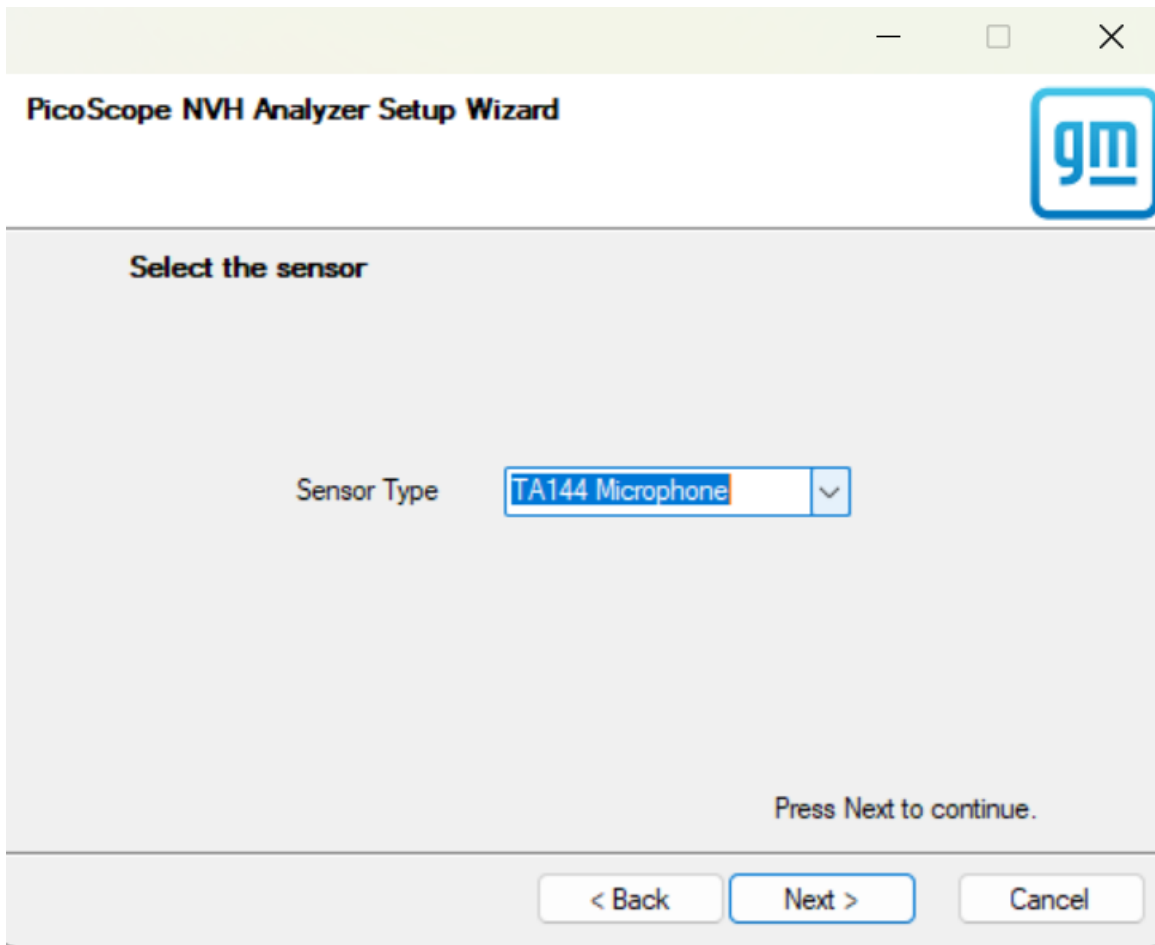 PicoScope NVH Analyzer Setup Wizard
gm
Select the sensor
Sensor Type TA144 Microphone
Press Next to continue.
< Back Next > Cancel